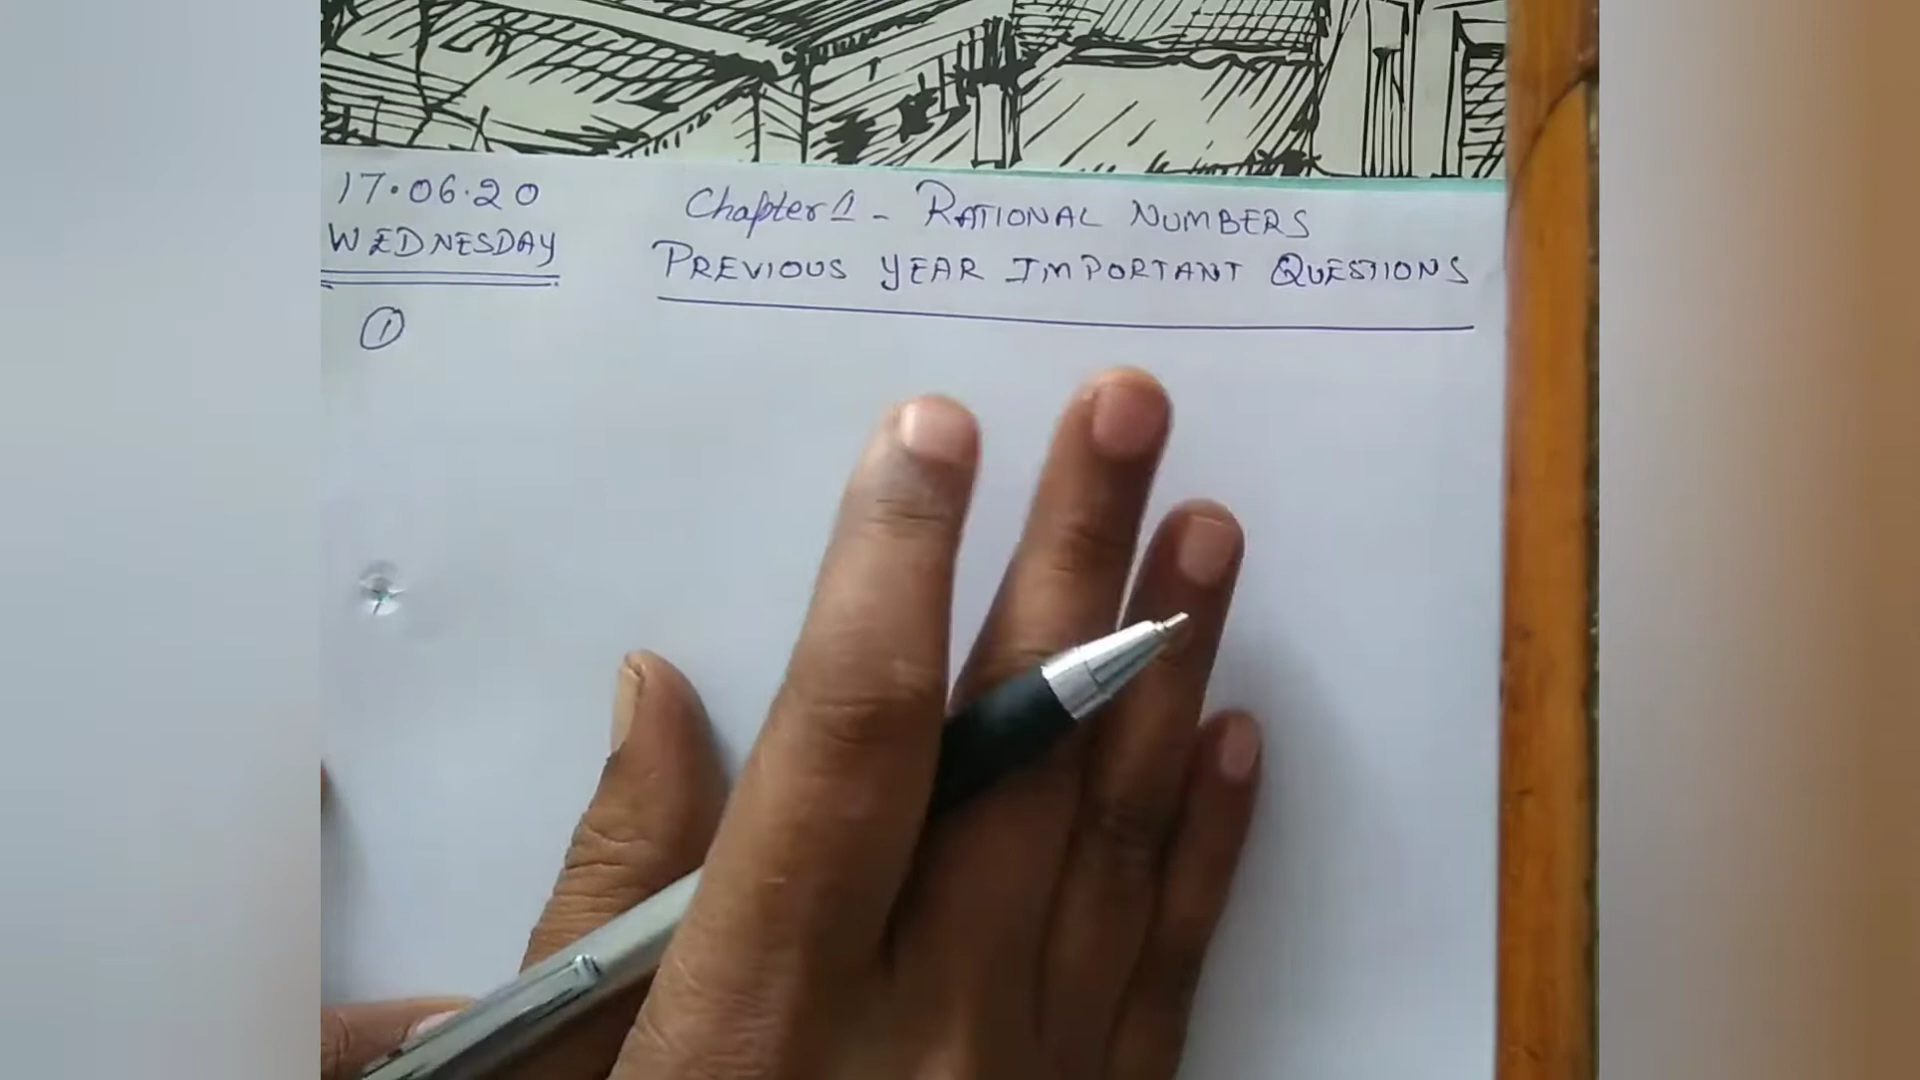 17.06.20
WEDNESDAY
Chapter 1 - RATIONAL NUMBERS
PREVIOUS YEAR IMPORTANT QUESTIONS
1